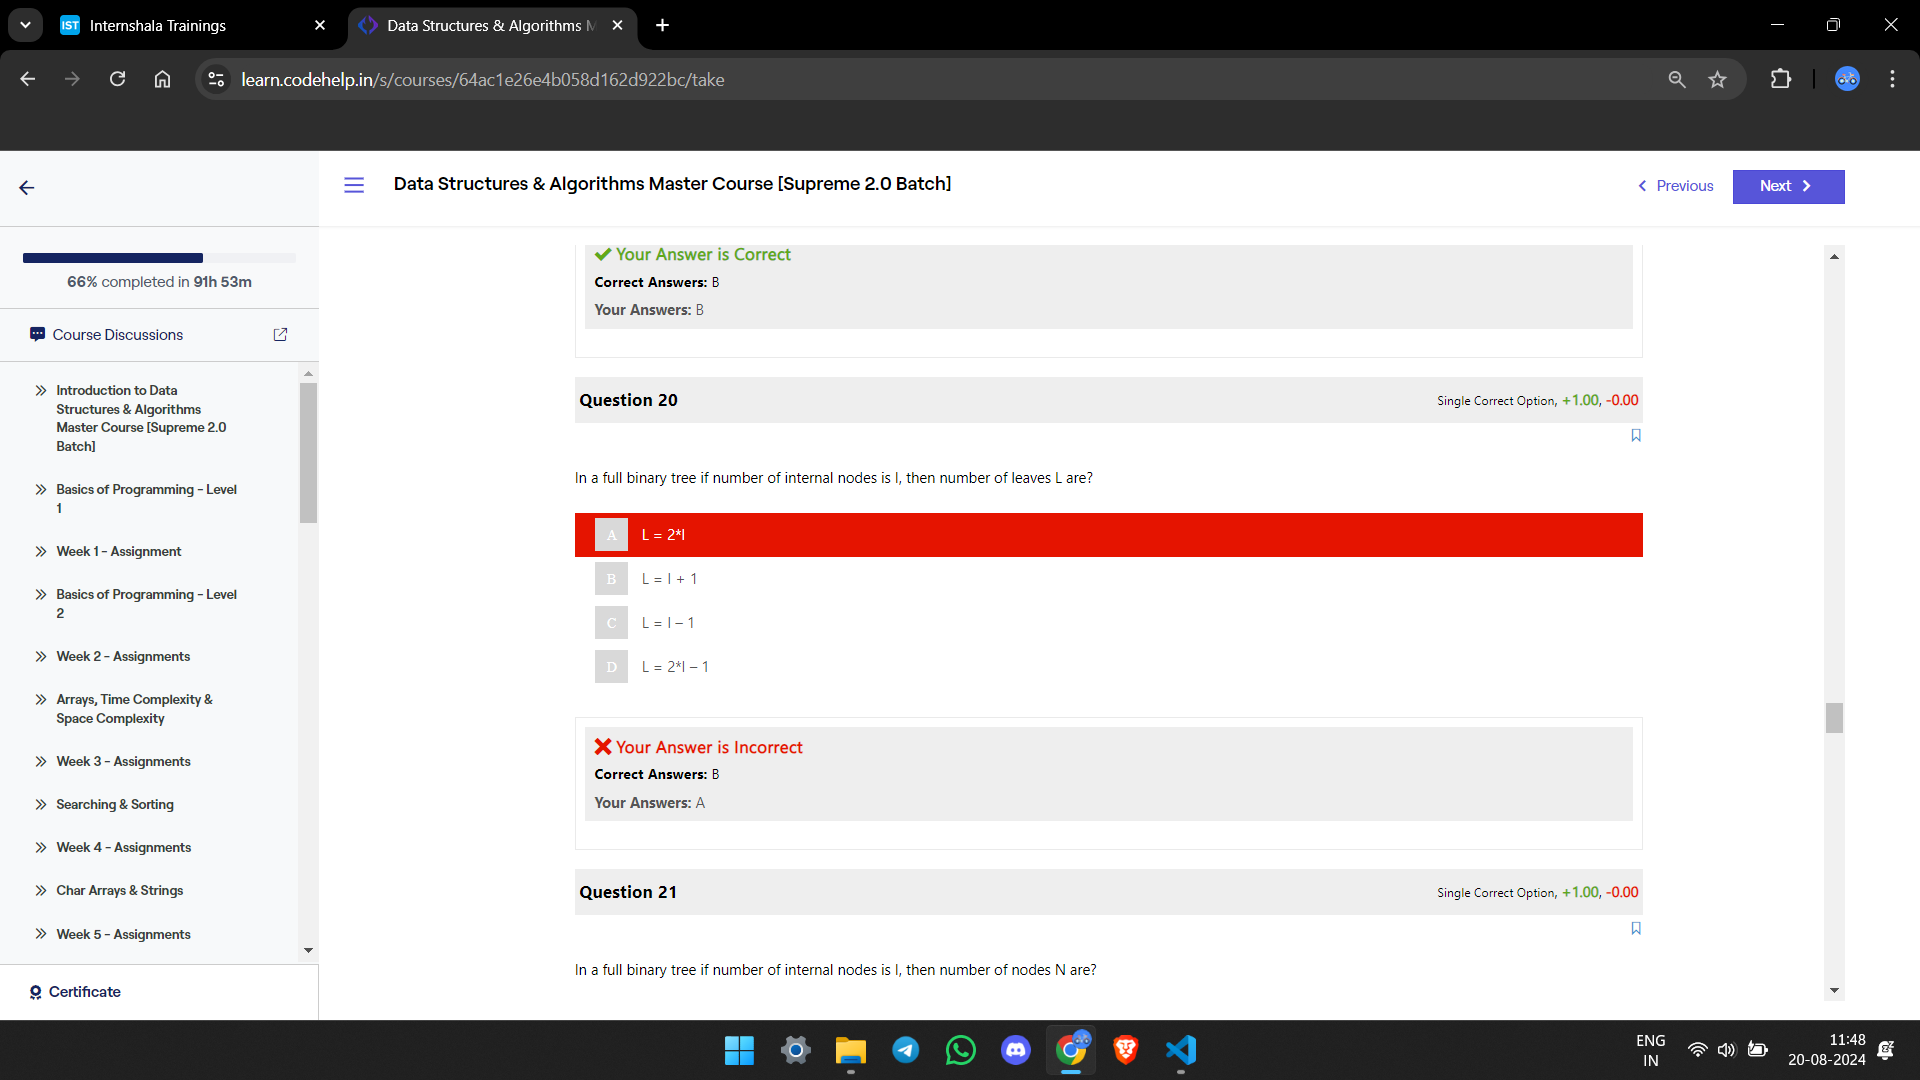 Internshala Trainings
Data Structures & Algorithms M
learn.codehelp.in/s/courses/64ac1e26e4b058d162d922bc/take
Data Structures & Algorithms Master Course [Supreme 2.0 Batch]
Previous
Next
66% completed in 91h 53m
Course Discussions
Introduction to Data
Structures & Algorithms
Master Course [Supreme 2.0
Batch]
Basics of Programming - Level
1
Week 1 - Assignment
Basics of Programming - Level
2
Week 2 - Assignments
Arrays, Time Complexity &
Space Complexity
Week 3 - Assignments
Searching & Sorting
Week 4 - Assignments
Char Arrays & Strings
Week 5 - Assignments
Certificate
Your Answer is Correct
Correct Answers: B
Your Answers: B
Question 20
Single Correct Option, +1.00, -0.00
In a full binary tree if number of internal nodes is I, then number of leaves L are?
A L = 2*I
B L = I + 1
C L = I – 1
D L = 2*I – 1
Your Answer is Incorrect
Correct Answers: B
Your Answers: A
Question 21
Single Correct Option, +1.00, -0.00
In a full binary tree if number of internal nodes is I, then number of nodes N are?
IST
ENG
IN
11:48
20-08-2024